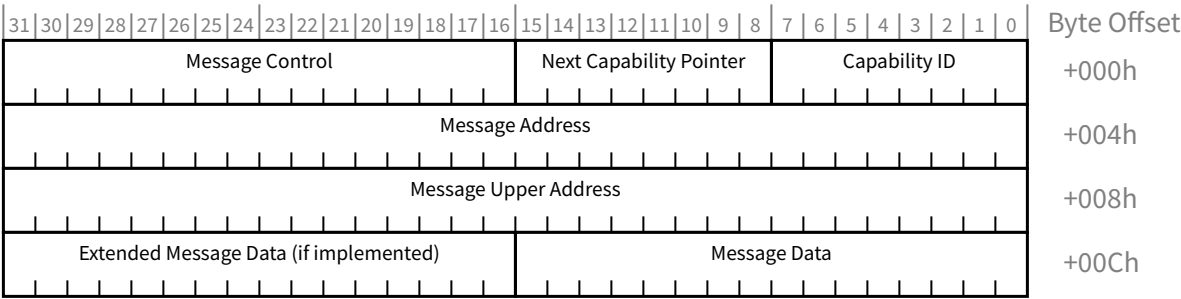 31 30 29 28 27 26 25 24 23 22 21 20 19 18 17 16 15 14 13 12 11 10 9 8 7 6 5 4 3 2 1 0 Byte Offset
Message Control Next Capability Pointer Capability ID +000h
Message Address +004h
Message Upper Address +008h
Extended Message Data (if implemented) Message Data +00Ch